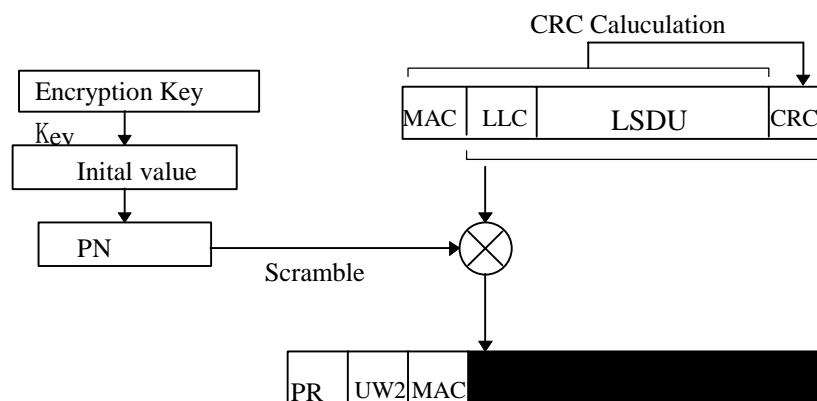 CRC Caluculation
Encryption Key
Key
MAC LLC LSDU CRC
Inital value
PN
Scramble
PR UW2 MAC